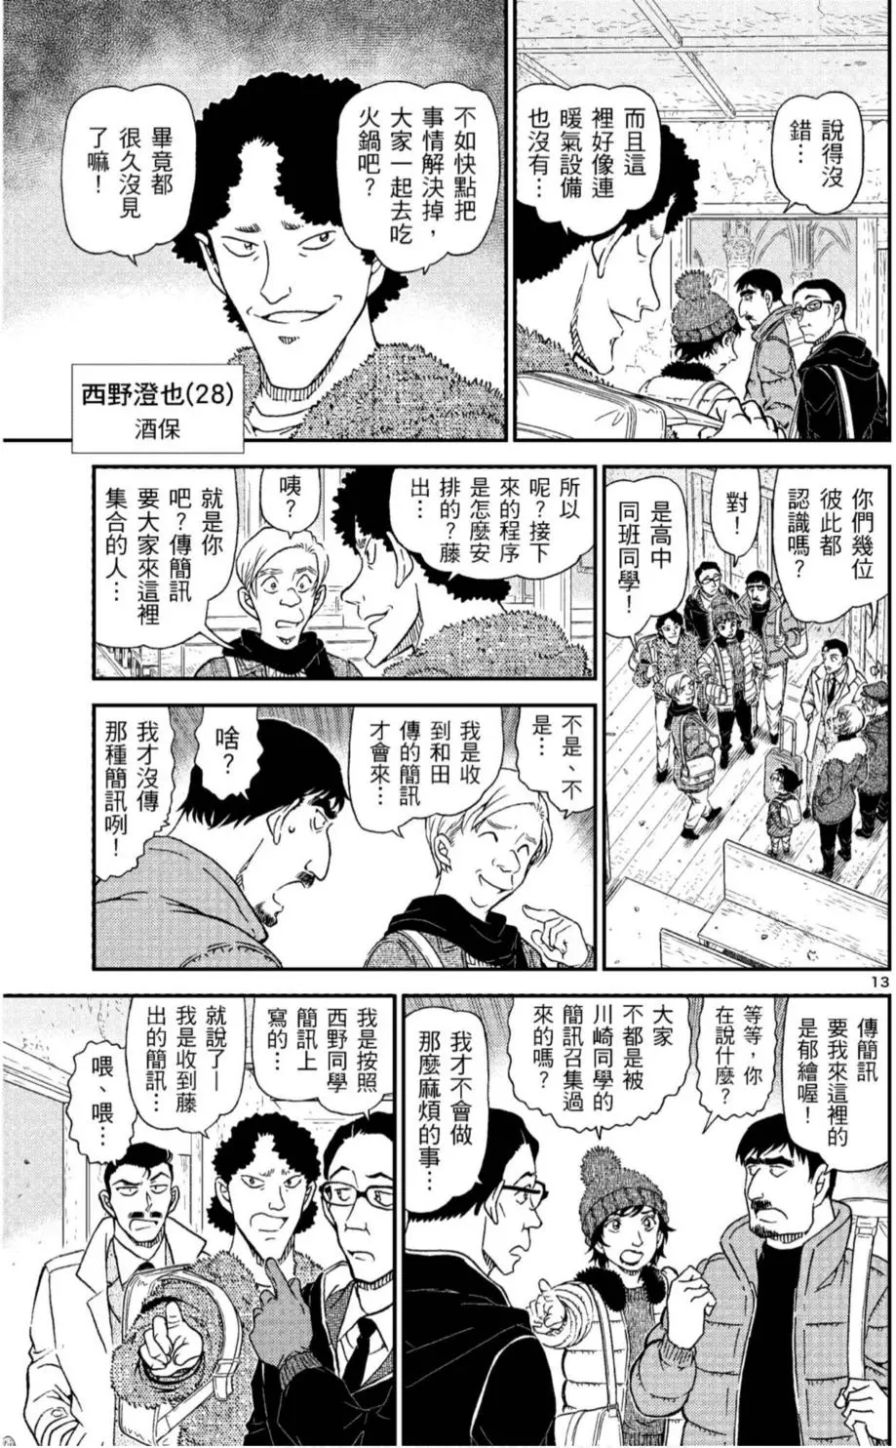 說得沒
錯…
而且這
裡好像連
暖氣設備
也沒有…
不如快點把
事情解決掉，
大家一起去吃
火鍋吧？
畢竟都
很久沒見
了嘛！
西野澄也(28)
酒保
你們幾位
彼此都
認識嗎？
對！
是高中
同班同學！
所以
呢？接下
來的程序
是怎麼安
排的？藤
出…
咦？
就是你
吧？傳簡訊
要大家來這裡
集合的人…
不是、不
是…
我是收
到和田
傳的簡訊
才會來…
啥？
我才沒傳
那種簡訊咧！
13
傳簡訊
要我來這裡的
是郁繪喔！
等等，你
在說什麼？
大家
不都是被
川崎同學的
簡訊召集過
來的嗎？
我才不會做
那麼麻煩的事…
我是按照
西野同學
簡訊上
寫的…
就說了—
我是收到藤
出的簡訊…
喂、喂…